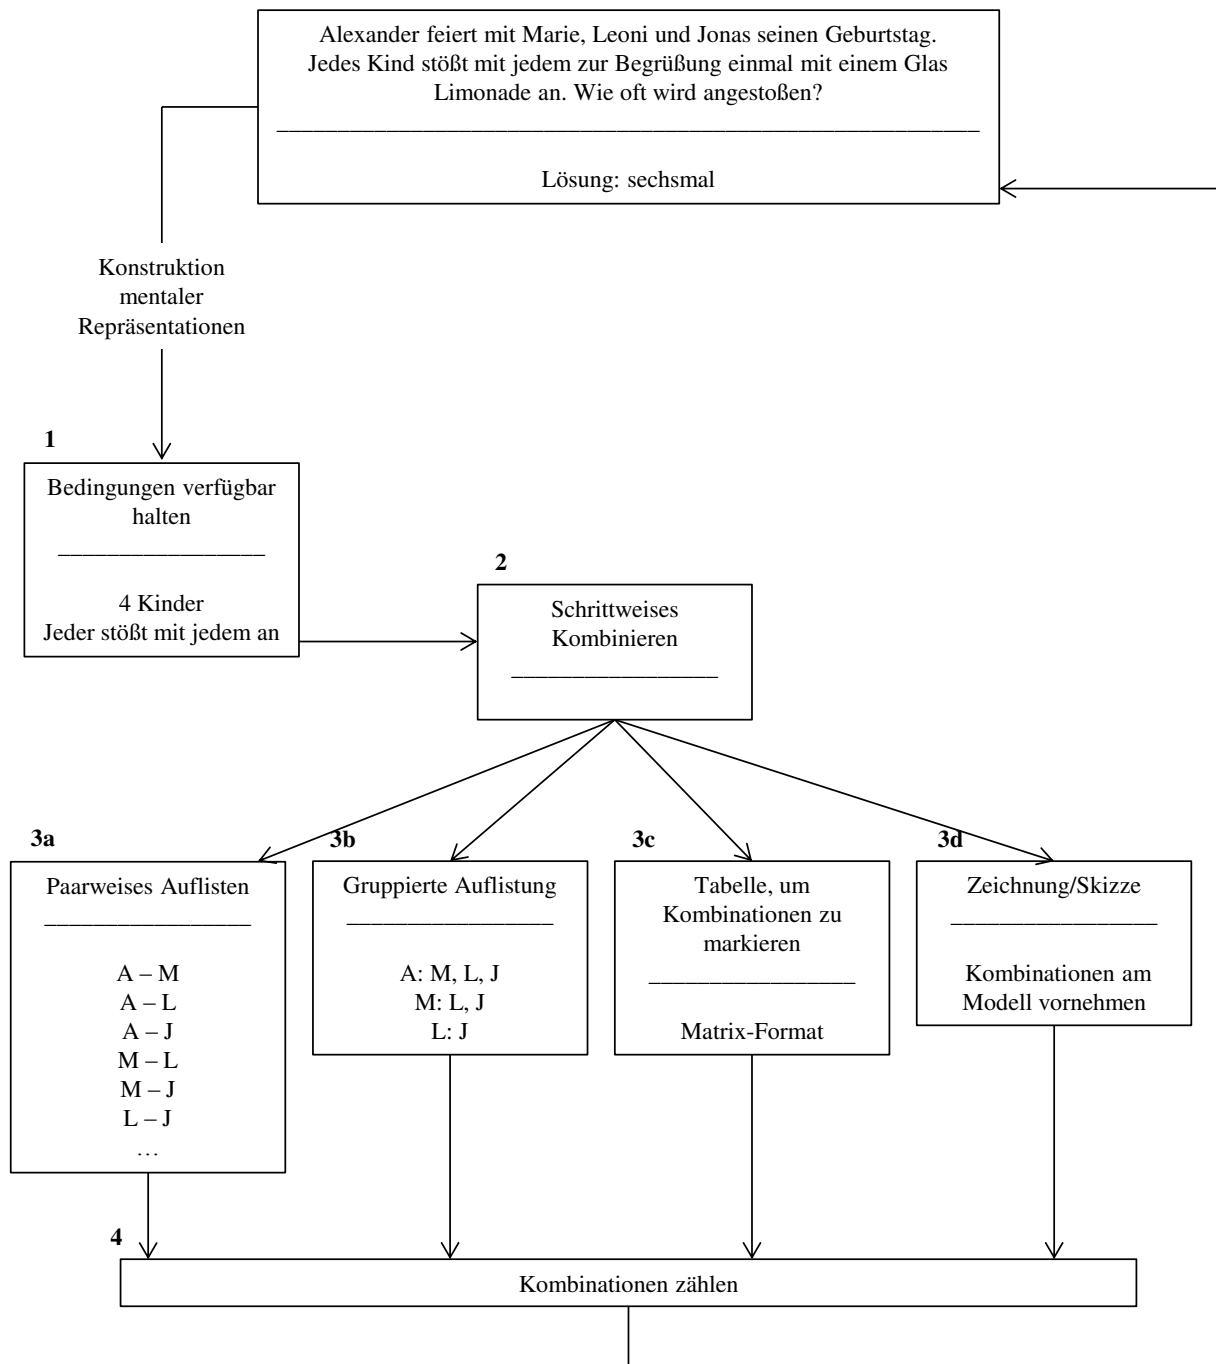 Alexander feiert mit Marie, Leoni und Jonas seinen Geburtstag.
Jedes Kind stößt mit jedem zur Begrüßung einmal mit einem Glas
Limonade an. Wie oft wird angestoßen?
Lösung: sechsmal
Konstruktion
mentaler
Repräsentationen
1
Bedingungen verfügbar
halten
4 Kinder
Jeder stößt mit jedem an
2
Schrittweises
Kombinieren
3a
Paarweises Auflisten
A – M
A – L
A – J
M – L
M – J
L – J
…
3b
Gruppierte Auflistung
A: M, L, J
M: L, J
L: J
3c
Tabelle, um
Kombinationen zu
markieren
Matrix-Format
3d
Zeichnung/Skizze
Kombinationen am
Modell vornehmen
4
Kombinationen zählen